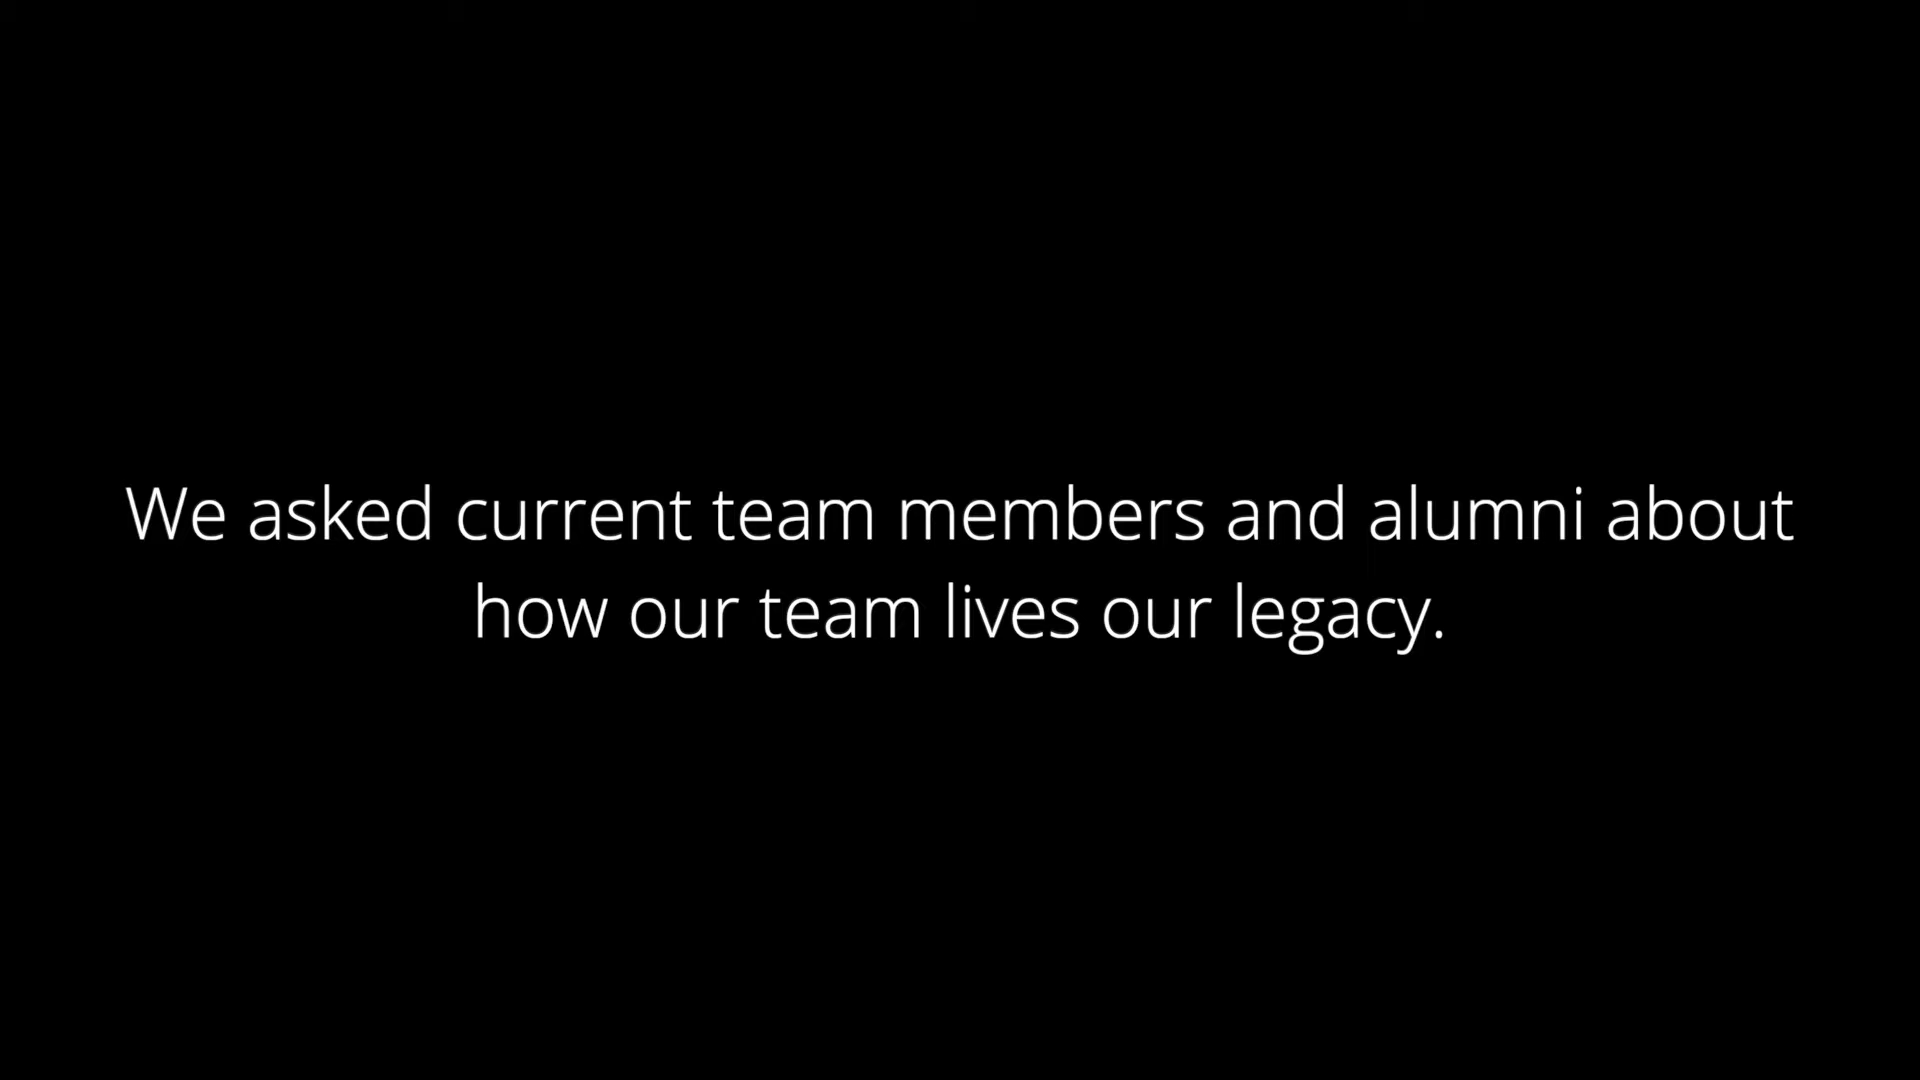 We asked current team members and alumni about
how our team lives our legacy.